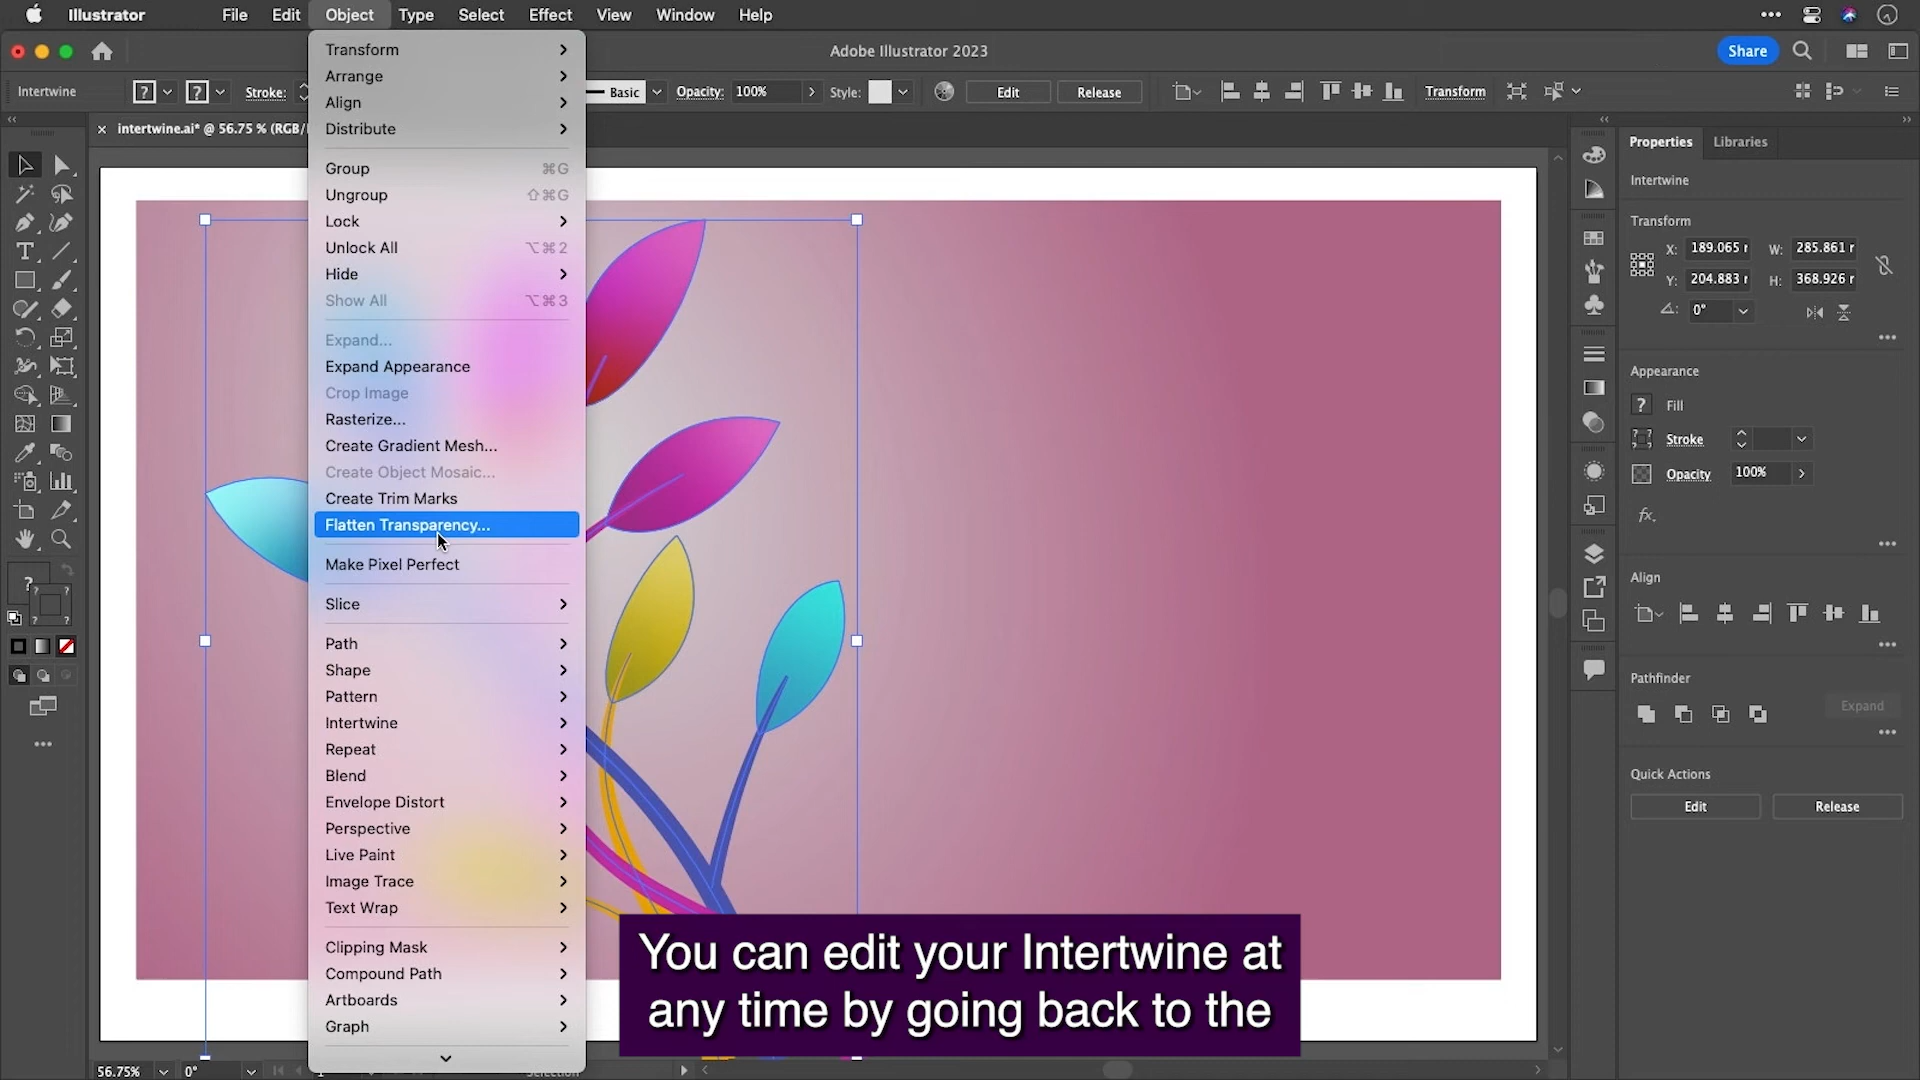 Illustrator File Edit Object Type Select Effect View Window Help
Adobe Illustrator 2023
Share
Intertwine
Stroke:
Basic
Opacity: 100%
Style:
Edit
Release
Transform
intertwine.ai* @ 56.75 % (RGB/
Transform
Arrange
Align
Distribute
Group ⌘G
Ungroup ⇧⌘G
Lock
Unlock All ⌥⌘2
Hide
Show All ⌥⌘3
Expand...
Expand Appearance
Crop Image
Rasterize...
Create Gradient Mesh...
Create Object Mosaic...
Create Trim Marks
Flatten Transparency...
Make Pixel Perfect
Slice
Path
Shape
Pattern
Intertwine
Repeat
Blend
Envelope Distort
Perspective
Live Paint
Image Trace
Text Wrap
Clipping Mask
Compound Path
Artboards
Graph
You can edit your Intertwine at
any time by going back to the
Properties Libraries
Intertwine
Transform
X: 189.065 W: 285.861
Y: 204.883 H: 368.926
0°
Appearance
? Fill
Stroke
Opacity 100%
fx
Align
Pathfinder
Expand
Quick Actions
Edit
Release
56.75% 0°